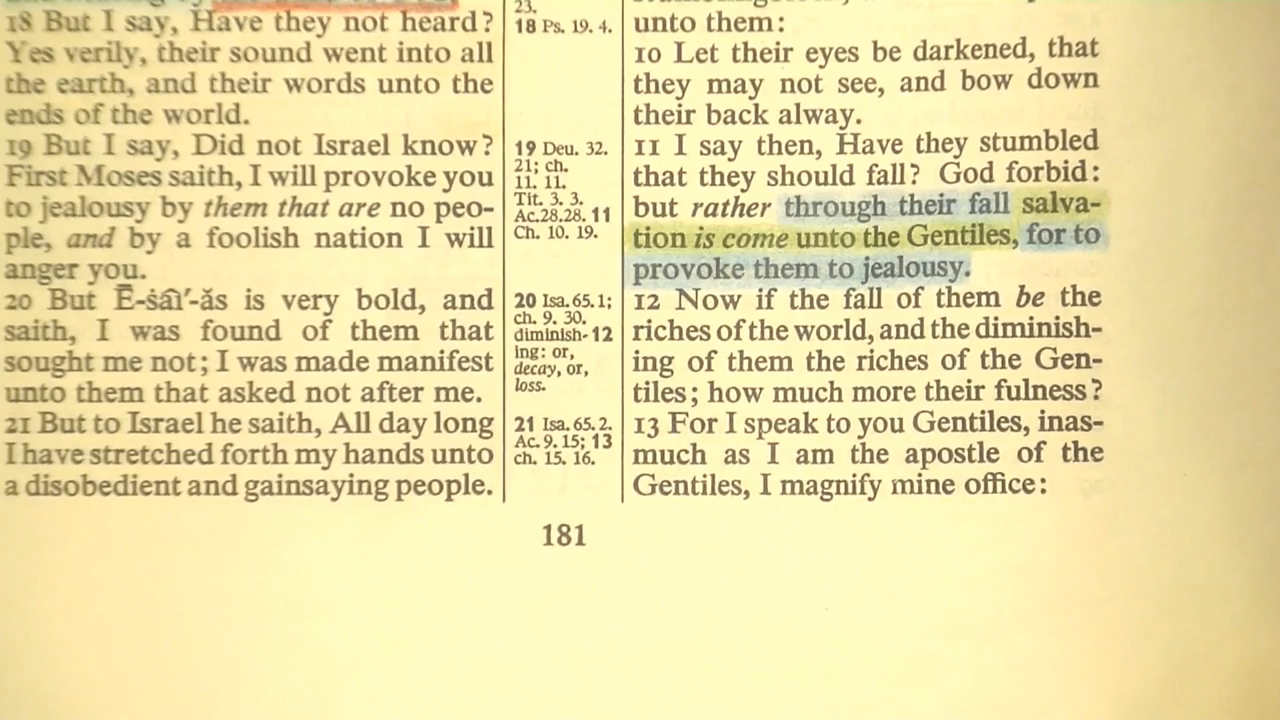 18 But I say, Have they not heard?
Yes verily, their sound went into all
the earth, and their words unto the
ends of the world.
19 But I say, Did not Israel know?
First Moses saith, I will provoke you
to jealousy by them that are no peo-
ple, and by a foolish nation I will
anger you.
20 But Ē-ṡâī′-ăs is very bold, and
saith, I was found of them that
sought me not; I was made manifest
unto them that asked not after me.
21 But to Israel he saith, All day long
I have stretched forth my hands unto
a disobedient and gainsaying people.
23.
18 Ps. 19. 4.
19 Deu. 32.
21; ch.
11. 11.
Tit. 3. 3.
Ac.28.28. 11
Ch. 10. 19.
20 Isa. 65. 1;
ch. 9. 30.
diminish- 12
ing: or,
decay, or,
loss.
21 Isa. 65. 2.
Ac. 9. 15; 13
ch. 15. 16.
unto them:
10 Let their eyes be darkened, that
they may not see, and bow down
their back alway.
11 I say then, Have they stumbled
that they should fall? God forbid:
but rather through their fall salva-
tion is come unto the Gentiles, for to
provoke them to jealousy.
12 Now if the fall of them be the
riches of the world, and the diminish-
ing of them the riches of the Gen-
tiles; how much more their fulness?
13 For I speak to you Gentiles, inas-
much as I am the apostle of the
Gentiles, I magnify mine office:
181